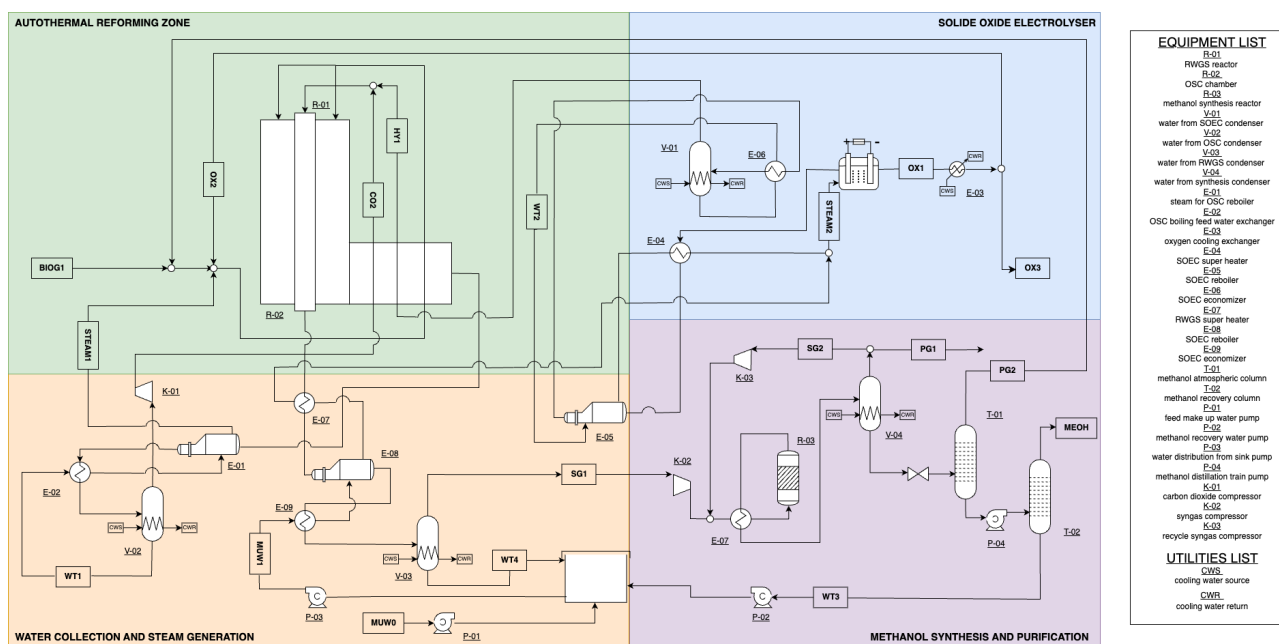 AUTOTHERMAL REFORMING ZONE
SOLIDE OXIDE ELECTROLYSER
R-01
HY1
OX2
CO2
BIOG1
STEAM1
R-02
V-01
E-06
CWS
CWR
WT2
STEAM2
+
-
OX1
CWR
CWS
E-03
E-04
OX3
E-05
K-01
E-01
E-02
CWS
CWR
V-02
WT1
E-07
E-08
E-09
MUW1
CWS
CWR
V-03
WT4
C
P-03
MUW0
C
P-01
SG1
WATER COLLECTION AND STEAM GENERATION
K-02
K-03
SG2
PG1
PG2
R-03
E-07
CWS
CWR
V-04
T-01
MEOH
C
P-04
T-02
C
P-02
WT3
METHANOL SYNTHESIS AND PURIFICATION
EQUIPMENT LIST
R-01
RWGS reactor
R-02
OSC chamber
R-03
methanol synthesis reactor
V-01
water from SOEC condenser
V-02
water from OSC condenser
V-03
water from RWGS condenser
V-04
water from synthesis condenser
E-01
steam for OSC reboiler
E-02
OSC boiling feed water exchanger
E-03
oxygen cooling exchanger
E-04
SOEC super heater
E-05
SOEC reboiler
E-06
SOEC economizer
E-07
RWGS super heater
E-08
SOEC reboiler
E-09
SOEC economizer
T-01
methanol atmospheric column
T-02
methanol recovery column
P-01
feed make up water pump
P-02
methanol recovery water pump
P-03
water distribution from sink pump
P-04
methanol distillation train pump
K-01
carbon dioxide compressor
K-02
syngas compressor
K-03
recycle syngas compressor
UTILITIES LIST
CWS
cooling water source
CWR
cooling water return